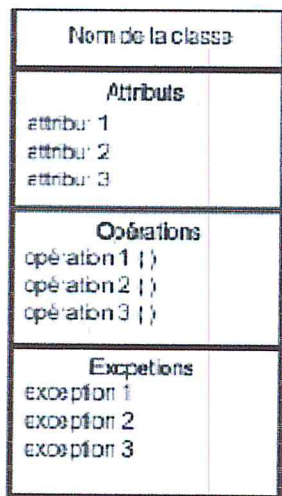 Nom de la classe
Attributs
attribut 1
attribut 2
attribut 3
Opérations
opération 1 ( )
opération 2 ( )
opération 3 ( )
Excpetions
exception 1
exception 2
exception 3